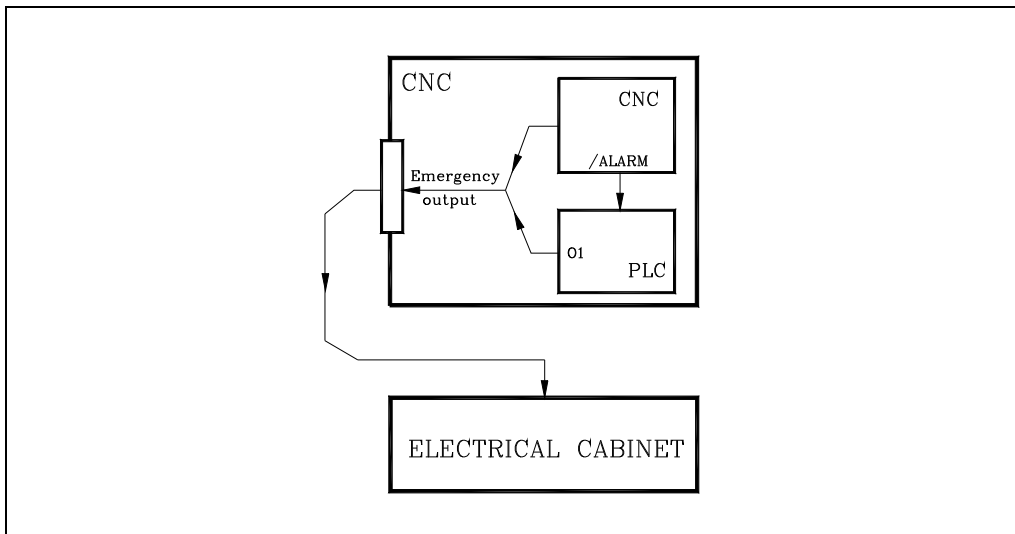 CNC
CNC
/ALARM
Emergency
output
O1
PLC
ELECTRICAL CABINET